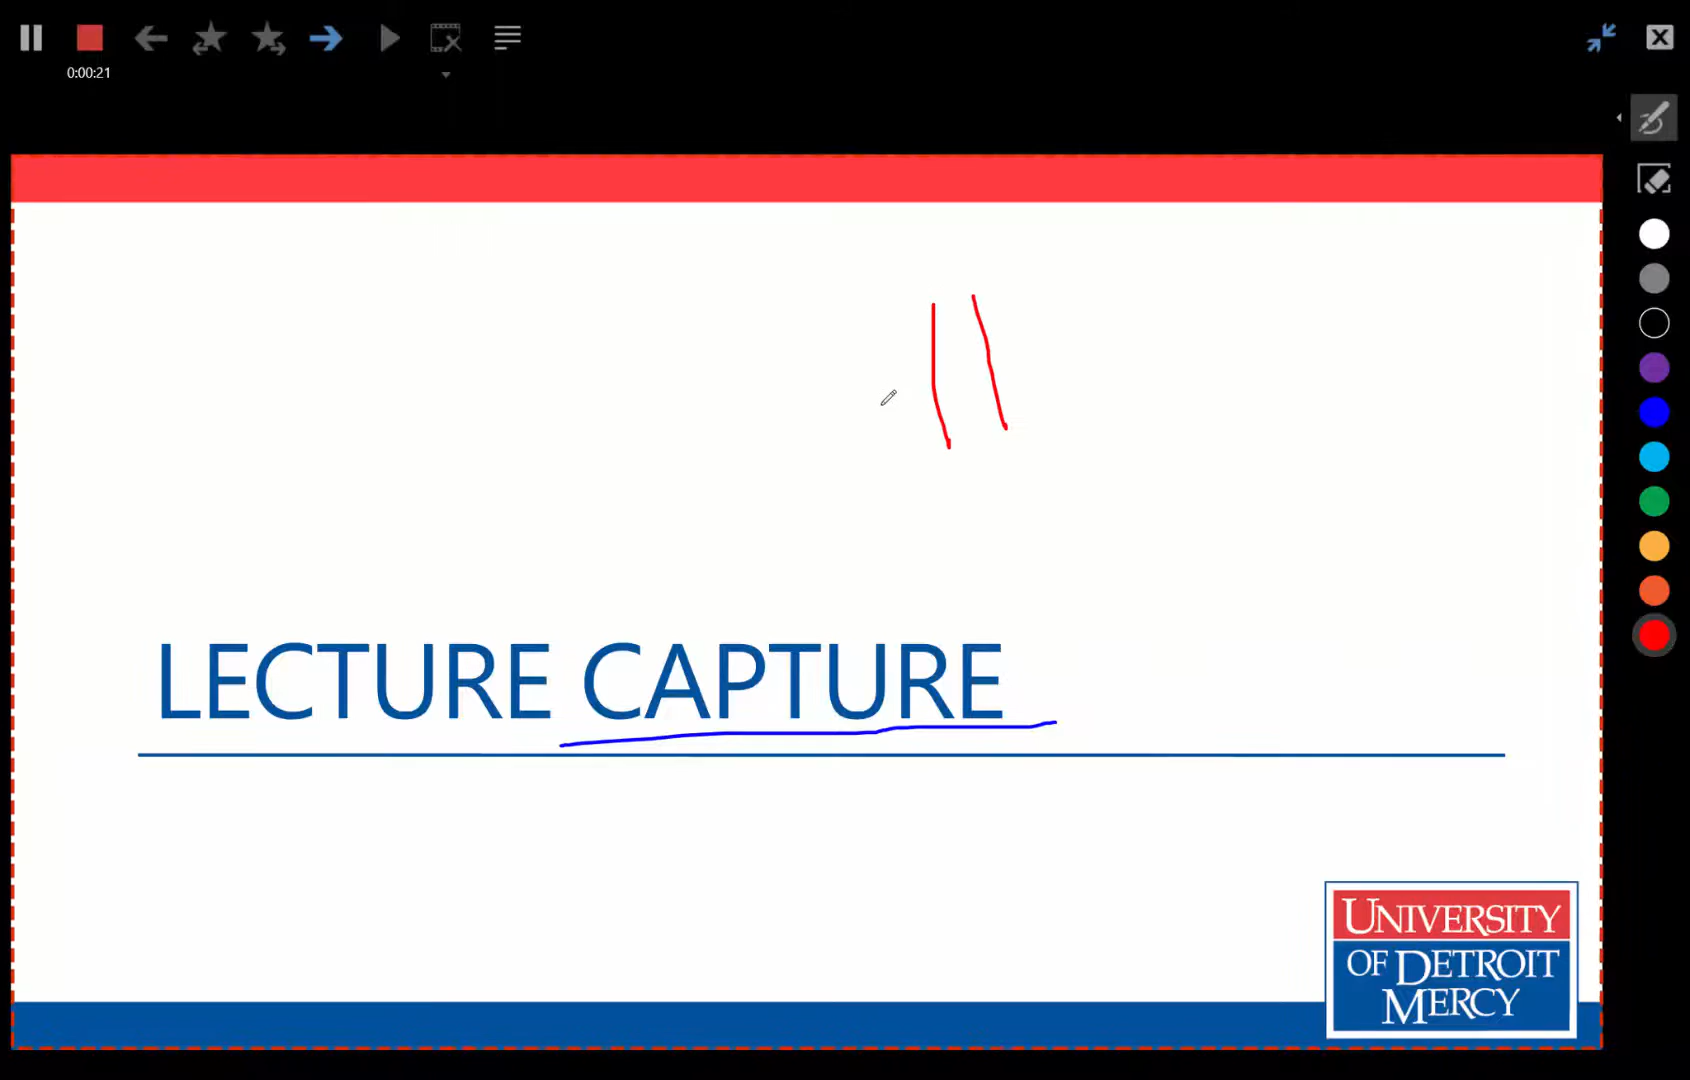 0:00:21
LECTURE CAPTURE
UNIVERSITY
OF DETROIT
MERCY